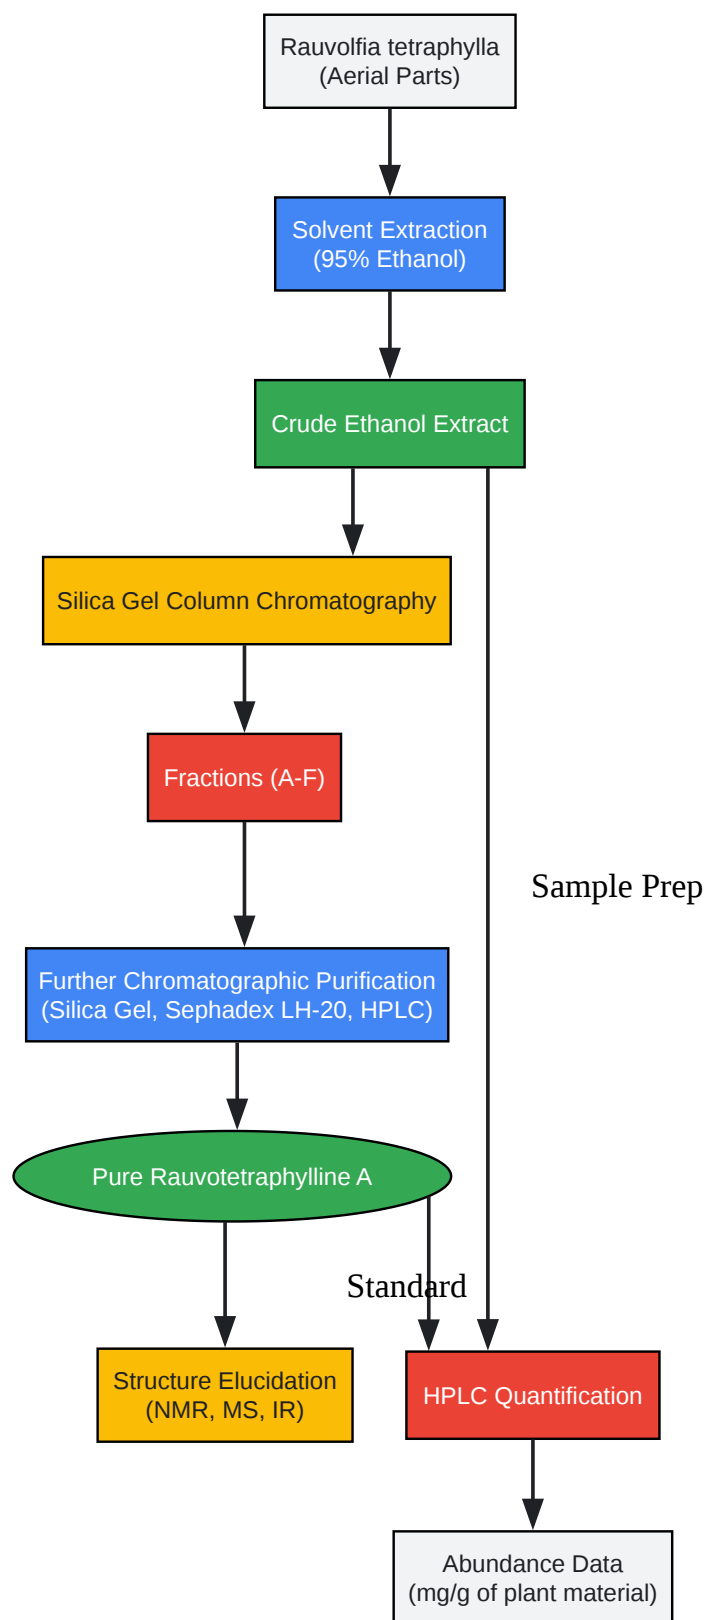 Rauvolfia tetraphylla
(Aerial Parts)
Solvent Extraction
(95% Ethanol)
Crude Ethanol Extract
Silica Gel Column Chromatography
Fractions (A-F)
Sample Prep
Further Chromatographic Purification
(Silica Gel, Sephadex LH-20, HPLC)
Pure Rauvotetraphylline A
Standard
Structure Elucidation
(NMR, MS, IR)
HPLC Quantification
Abundance Data
(mg/g of plant material)